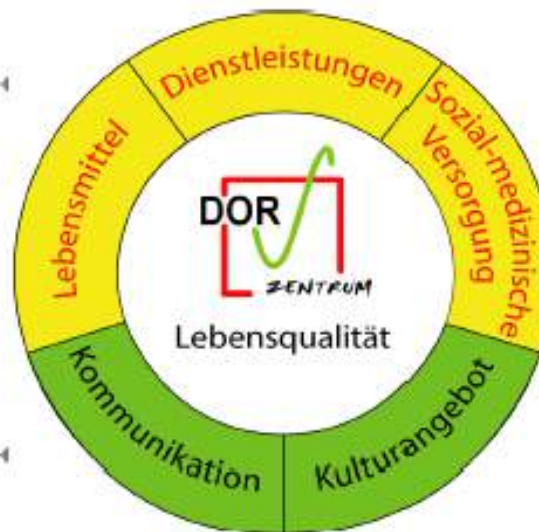 Dienstleistungen
Sozial-medizinische
Versorgung
Lebensmittel
DOR
ZENTRUM
Lebensqualität
Kommunikation
Kulturangebot